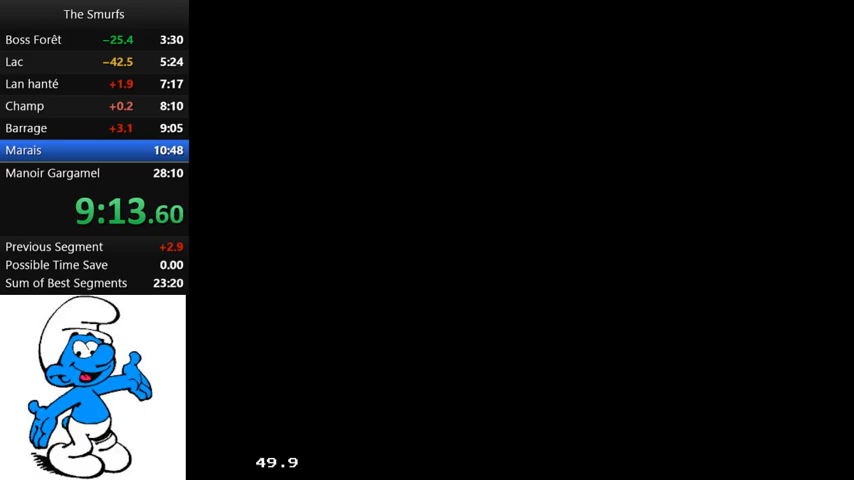 The Smurfs
Boss Forêt −25.4 3:30
Lac −42.5 5:24
Lan hanté +1.9 7:17
Champ +0.2 8:10
Barrage +3.1 9:05
Marais 10:48
Manoir Gargamel 28:10
9:13.60
Previous Segment +2.9
Possible Time Save 0.00
Sum of Best Segments 23:20
49.9